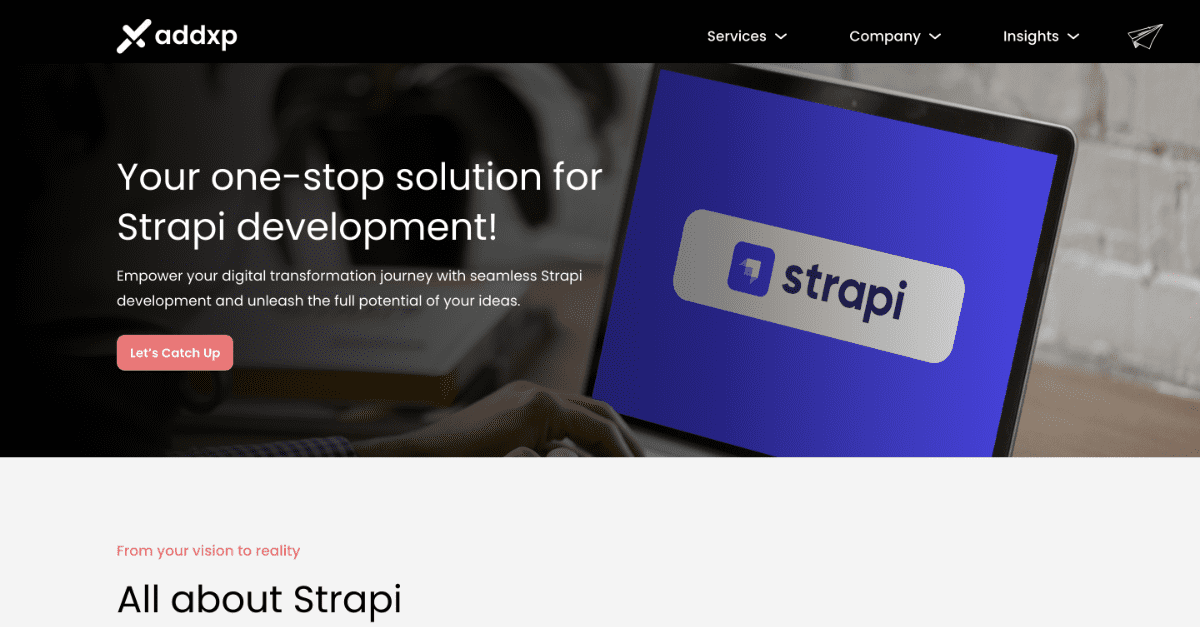 addxp
Services
Company
Insights
Your one-stop solution for
Strapi development!
Empower your digital transformation journey with seamless Strapi
development and unleash the full potential of your ideas.
Let's Catch Up
strapi
From your vision to reality
All about Strapi